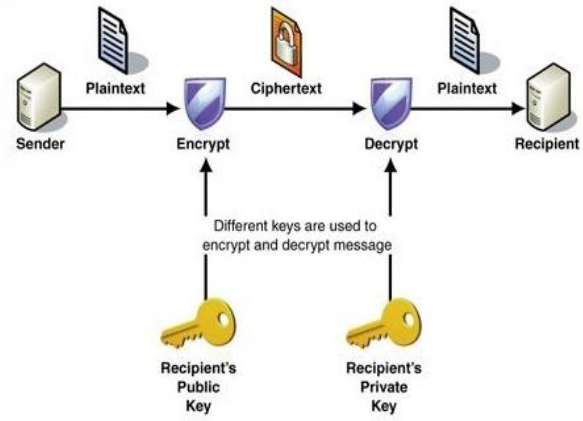 Plaintext
Ciphertext
Plaintext
Sender
Encrypt
Decrypt
Recipient
Different keys are used to
encrypt and decrypt message
Recipient's
Public
Key
Recipient's
Private
Key